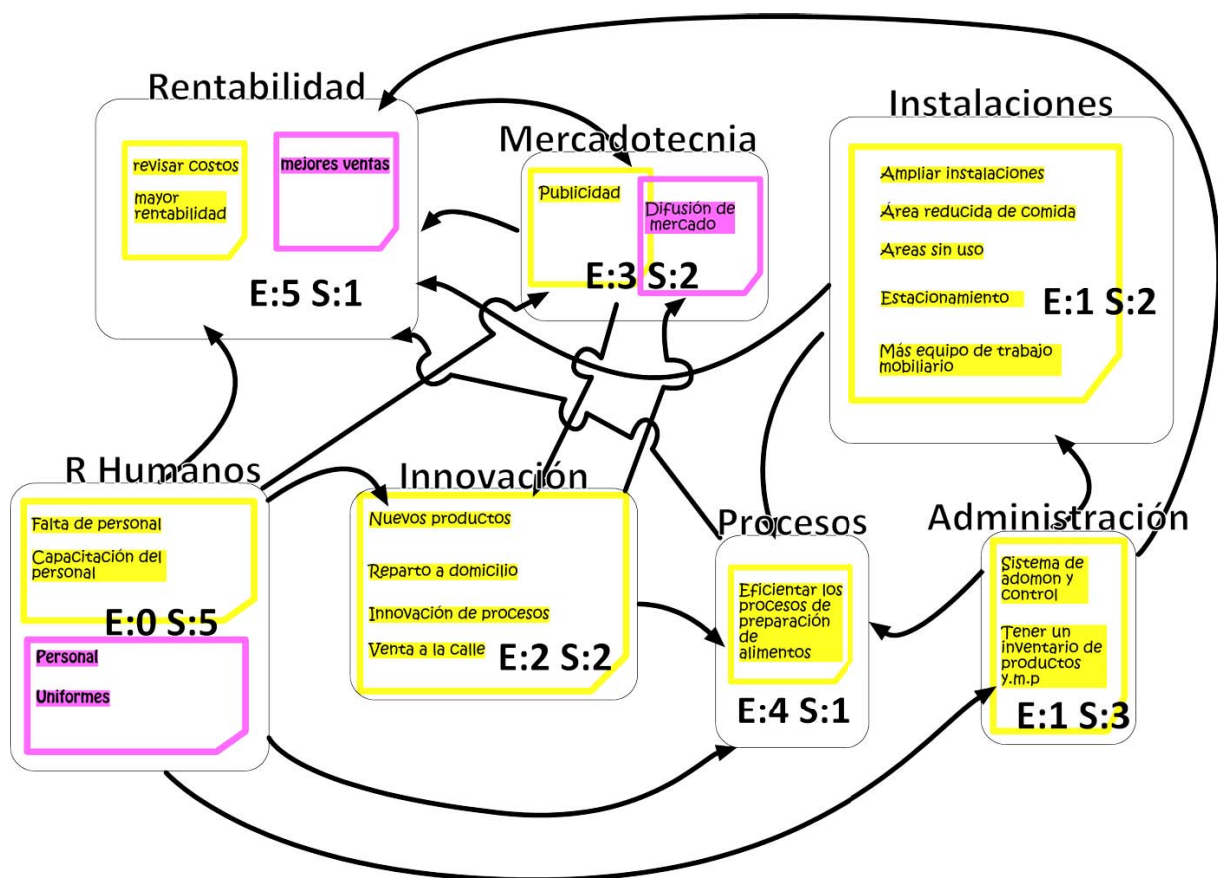 Rentabilidad
revisar costos
mayor
rentabilidad
mejores ventas
E:5 S:1
Mercadotecnia
Publicidad
Difusión de
mercado
E:3 S:2
Instalaciones
Ampliar instalaciones
Área reducida de comida
Areas sin uso
Estacionamiento
E:1 S:2
Más equipo de trabajo
mobiliario
R Humanos
Falta de personal
Capacitación del
personal
E:0 S:5
Personal
Uniformes
Innovación
Nuevos productos
Reparto a domicilio
Innovación de procesos
Venta a la calle
E:2 S:2
Procesos
Eficientar los
procesos de
preparación
de
alimentos
E:4 S:1
Administración
Sistema de
adomon y
control
Tener un
inventario de
productos
y.m.p
E:1 S:3